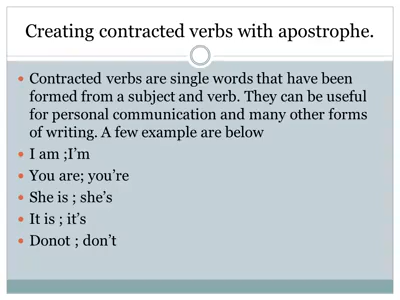 Creating contracted verbs with apostrophe.
Contracted verbs are single words that have been
formed from a subject and verb. They can be useful
for personal communication and many other forms
of writing. A few example are below
I am ;I’m
You are; you’re
She is ; she’s
It is ; it’s
Donot ; don’t